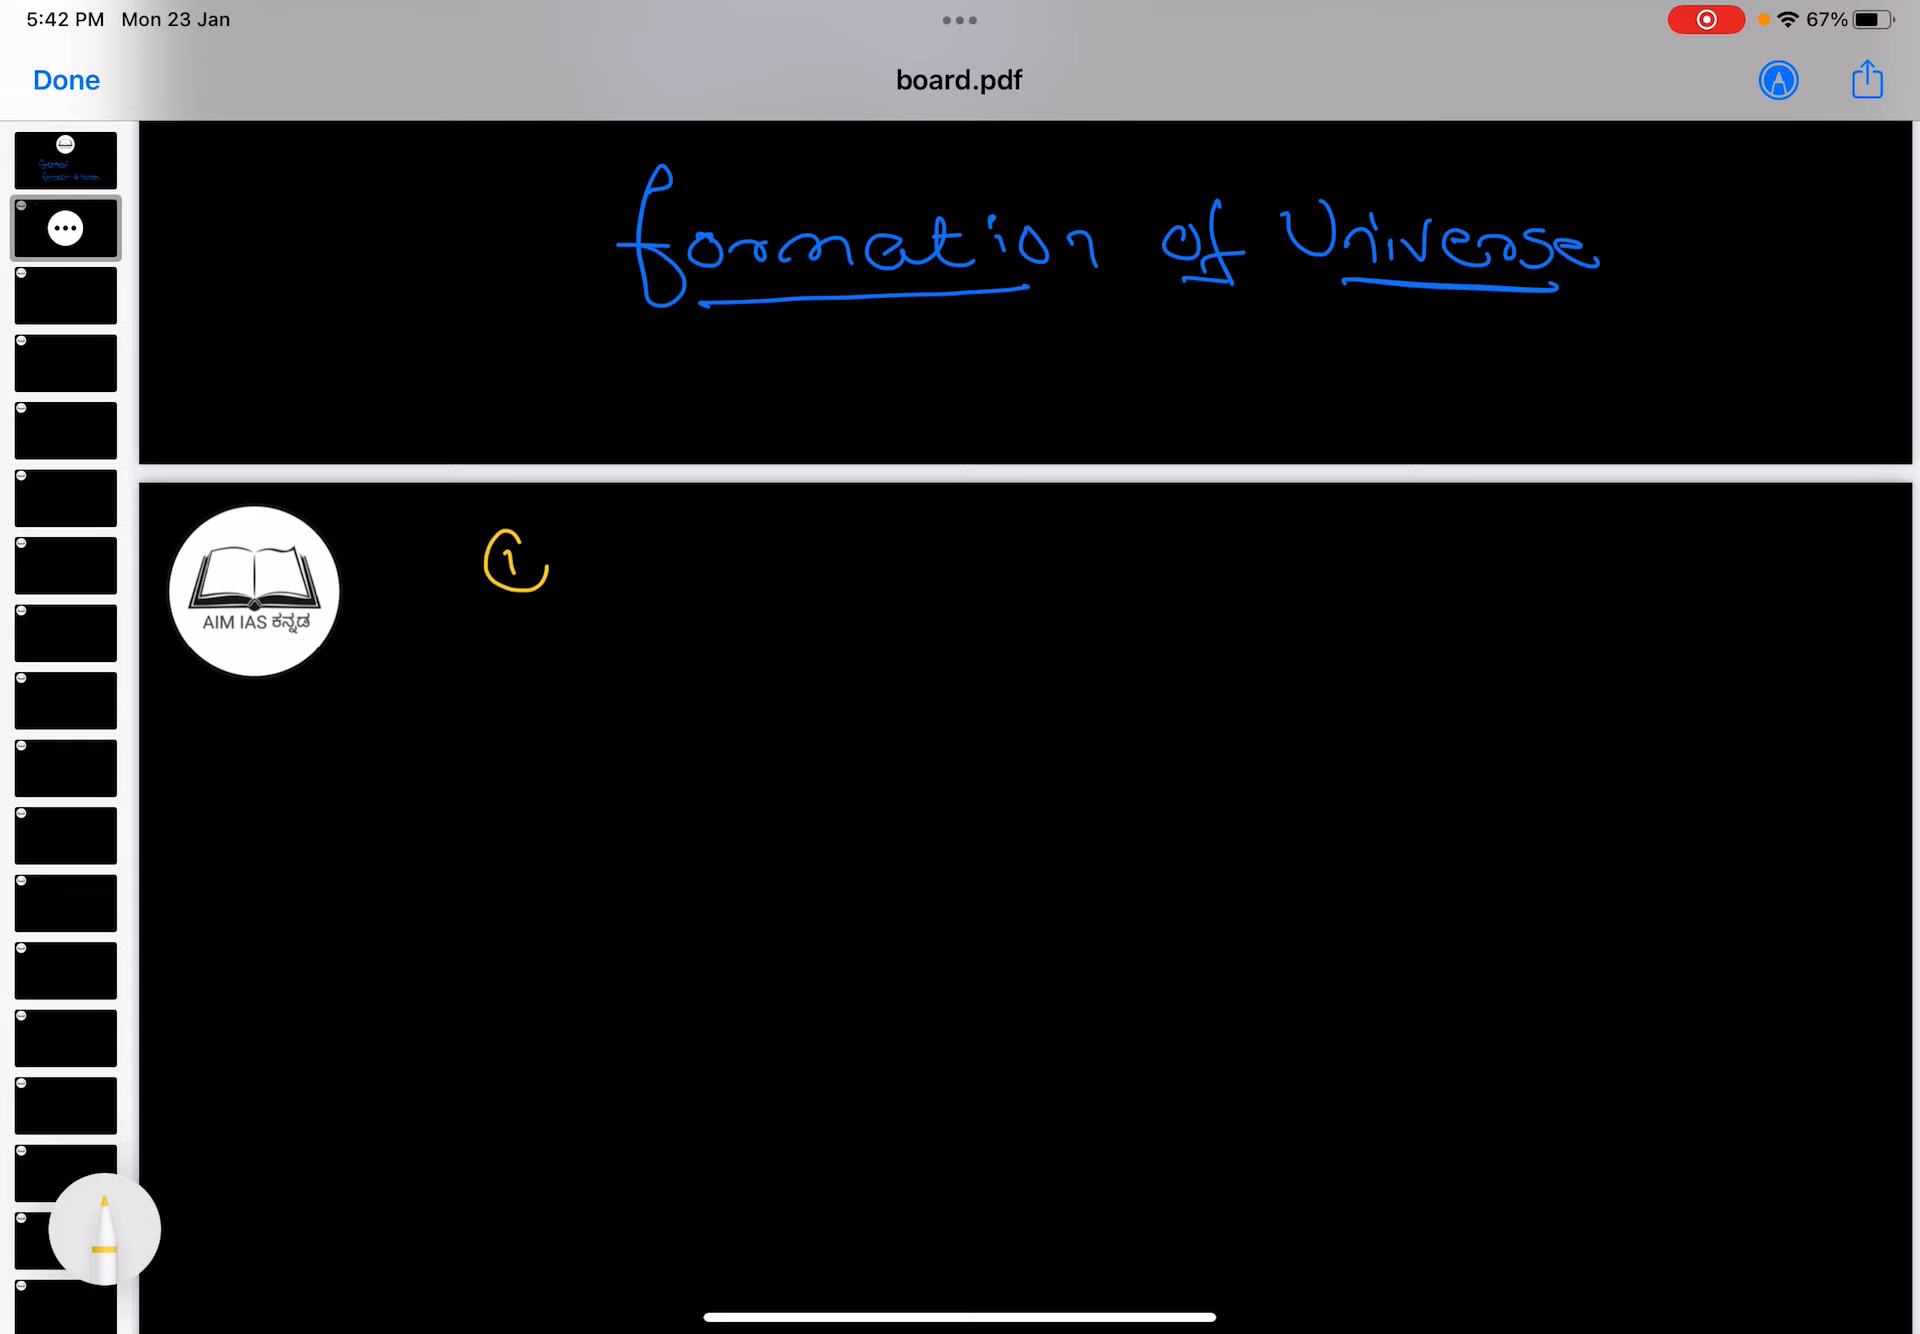 5:42 PM Mon 23 Jan
67%
Done
board.pdf
formation of Universe
AIM IAS ಕನ್ನಡ
1